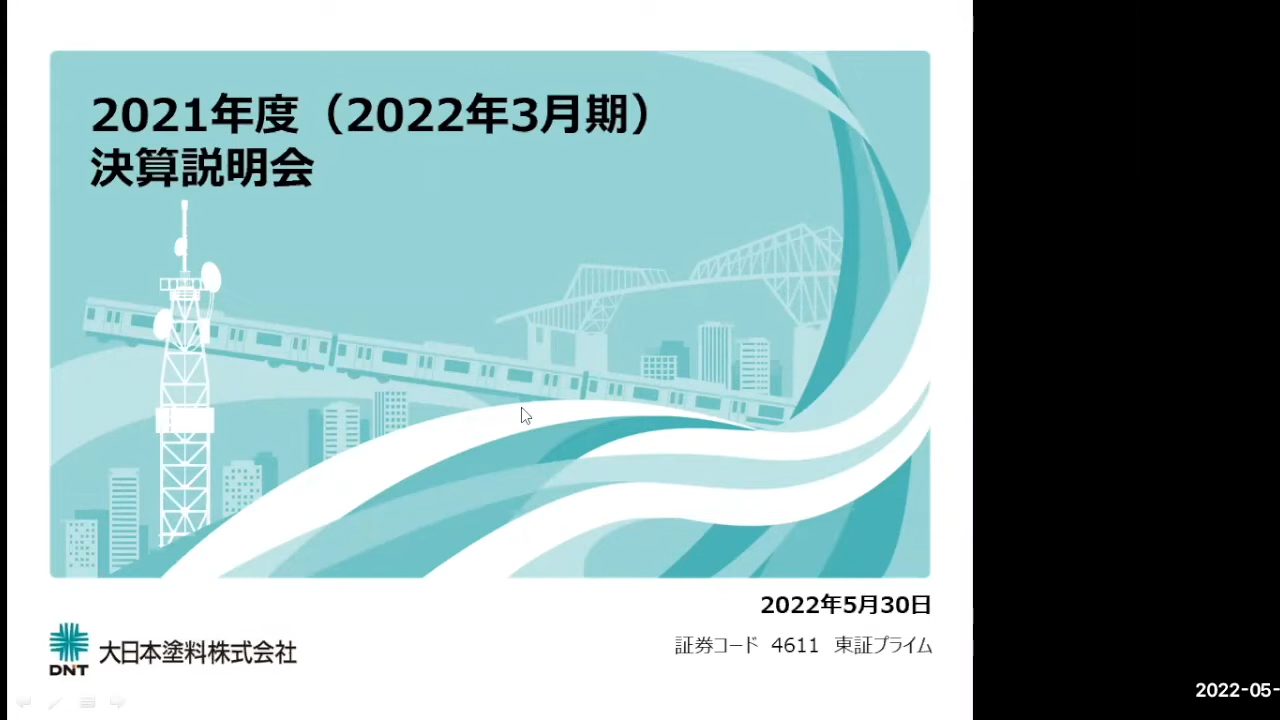 2021年度（2022年3月期）
決算説明会
2022年5月30日
証券コード 4611 東証プライム
DNT 大日本塗料株式会社
2022-05-